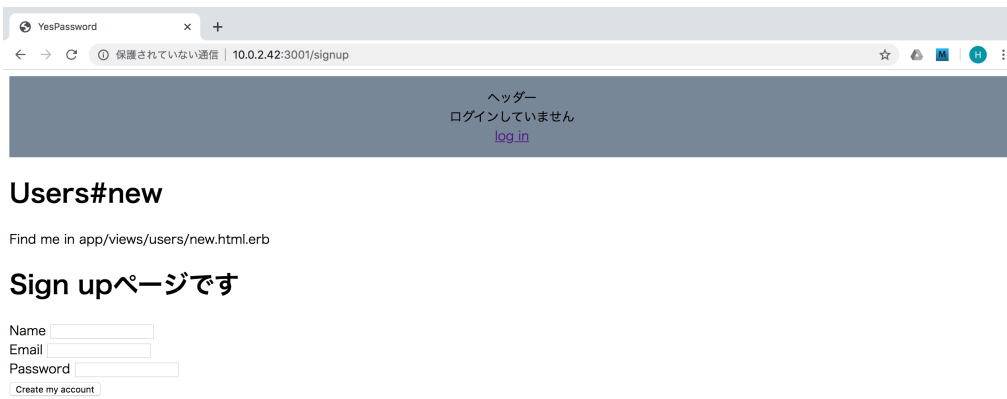 YesPassword
保護されていない通信 10.0.2.42:3001/signup
M
H
ヘッダー
ログインしていません
log in
Users#new
Find me in app/views/users/new.html.erb
Sign upページです
Name
Email
Password
Create my account